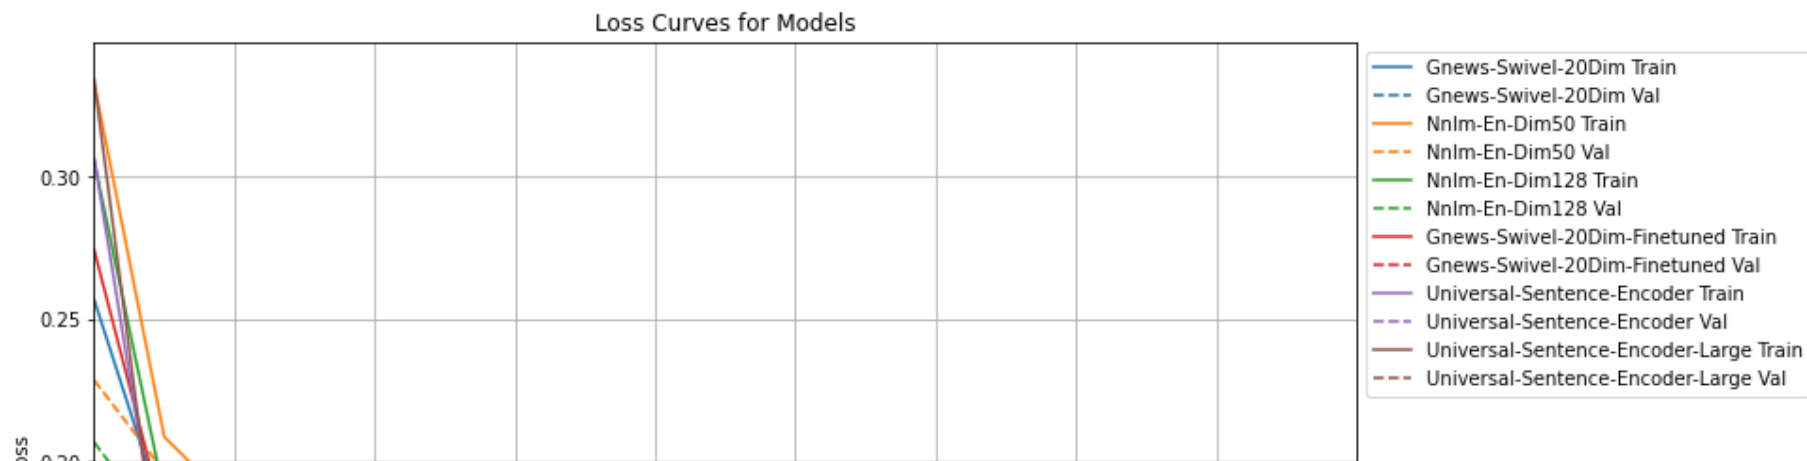 Loss Curves for Models
Gnews-Swivel-20Dim Train
Gnews-Swivel-20Dim Val
Nnlm-En-Dim50 Train
Nnlm-En-Dim50 Val
0.30
Nnlm-En-Dim128 Train
Nnlm-En-Dim128 Val
Gnews-Swivel-20Dim-Finetuned Train
Gnews-Swivel-20Dim-Finetuned Val
Universal-Sentence-Encoder Train
0.25
Universal-Sentence-Encoder Val
Universal-Sentence-Encoder-Large Train
Universal-Sentence-Encoder-Large Val